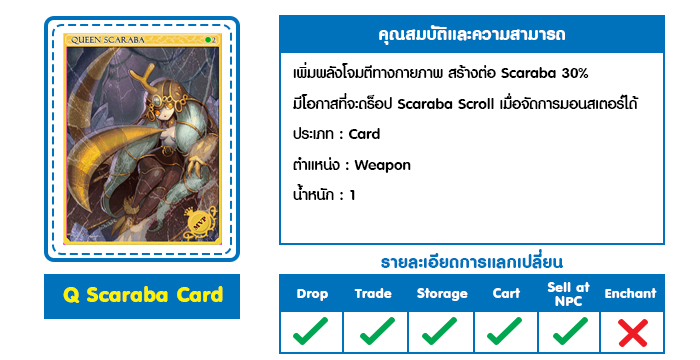 QUEEN SCARABA
2
MVP
Q Scaraba Card
คุณสมบัติและความสามารถ
เพิ่มพลังโจมตีทางกายภาพ สร้างต่อ Scaraba 30%
มีโอกาสที่จะดร็อป Scaraba Scroll เมื่อจัดการมอนสเตอร์ได้
ประเภท : Card
ตำแหน่ง : Weapon
น้ำหนัก : 1
รายละเอียดการแลกเปลี่ยน
Drop Trade Storage Cart Sell at NPC Enchant